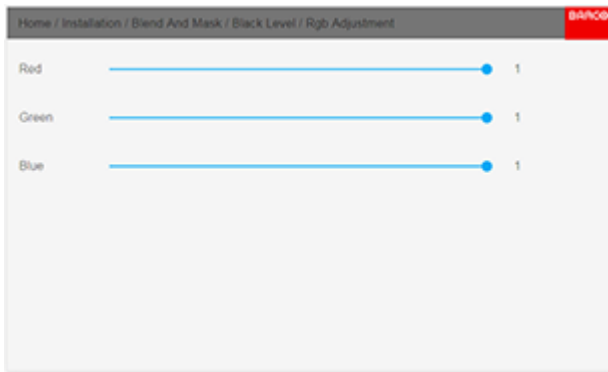 Home / Installation / Blend And Mask / Black Level / Rgb Adjustment
BARCO
Red 1
Green 1
Blue 1